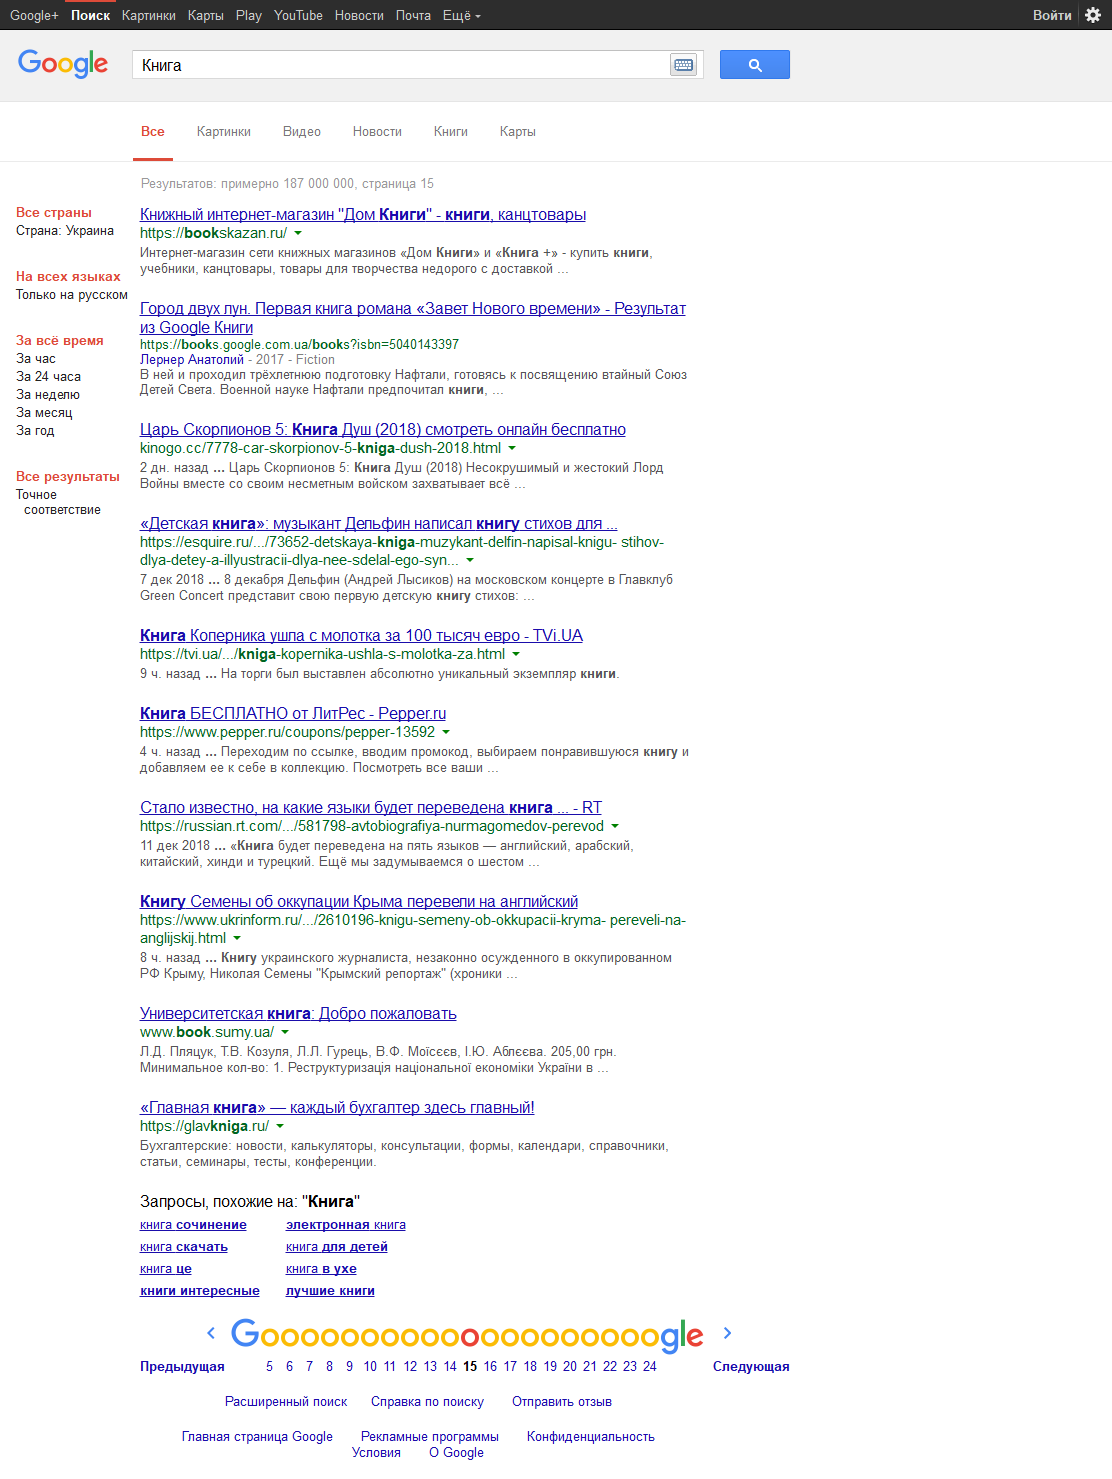 Google+ Поиск Картинки Карты Play YouTube Новости Почта Ещё Войти
Google Книга
Все Картинки Видео Новости Книги Карты
Результатов: примерно 187 000 000, страница 15
Все страны
Страна: Украина
На всех языках
Только на русском
За всё время
За час
За 24 часа
За неделю
За месяц
За год
Все результаты
Точное
соответствие
Книжный интернет-магазин "Дом Книги" - книги, канцтовары
https://bookskazan.ru/
Интернет-магазин сети книжных магазинов «Дом Книги» и «Книга +» - купить книги,
учебники, канцтовары, товары для творчества недорого с доставкой ...
Город двух лун. Первая книга романа «Завет Нового времени» - Результат
из Google Книги
https://books.google.com.ua/books?isbn=5040143397
Лернер Анатолий - 2017 - Fiction
В ней и проходил трёхлетнюю подготовку Нафтали, готовясь к посвящению втайный Союз
Детей Света. Военной науке Нафтали предпочитал книги, ...
Царь Скорпионов 5: Книга Душ (2018) смотреть онлайн бесплатно
kinogo.cc/7778-car-skorpionov-5-kniga-dush-2018.html
2 дн. назад ... Царь Скорпионов 5: Книга Душ (2018) Несокрушимый и жестокий Лорд
Войны вместе со своим несметным войском захватывает всё ...
«Детская книга»: музыкант Дельфин написал книгу стихов для ...
https://esquire.ru/.../73652-detskaya-kniga-muzykant-delfin-napisal-knigu- stihov-
dlya-detey-a-illyustracii-dlya-nee-sdelal-ego-syn...
7 дек 2018 ... 8 декабря Дельфин (Андрей Лысиков) на московском концерте в Главклуб
Green Concert представит свою первую детскую книгу стихов: ...
Книга Коперника ушла с молотка за 100 тысяч евро - TVi.UA
https://tvi.ua/.../kniga-kopernika-ushla-s-molotka-za.html
9 ч. назад ... На торги был выставлен абсолютно уникальный экземпляр книги.
Книга БЕСПЛАТНО от ЛитРес - Pepper.ru
https://www.pepper.ru/coupons/pepper-13592
4 ч. назад ... Переходим по ссылке, вводим промокод, выбираем понравившуюся книгу и
добавляем ее к себе в коллекцию. Посмотреть все ваши ...
Стало известно, на какие языки будет переведена книга ... - RT
https://russian.rt.com/.../581798-avtobiografiya-nurmagomedov-perevod
11 дек 2018 ... «Книга будет переведена на пять языков — английский, арабский,
китайский, хинди и турецкий. Ещё мы задумываемся о шестом ...
Книгу Семены об оккупации Крыма перевели на английский
https://www.ukrinform.ru/.../2610196-knigu-semeny-ob-okkupacii-kryma- pereveli-na-
anglijskij.html
8 ч. назад ... Книгу украинского журналиста, незаконно осужденного в оккупированном
РФ Крыму, Николая Семены "Крымский репортаж" (хроники ...
Университетская книга: Добро пожаловать
www.book.sumy.ua/
Л.Д. Пляцук, Т.В. Козуля, Л.Л. Гурець, В.Ф. Моїсєєв, І.Ю. Аблєєва. 205,00 грн.
Минимальное кол-во: 1. Реструктуризація національної економіки України в ...
«Главная книга» — каждый бухгалтер здесь главный!
https://glavkniga.ru/
Бухгалтерские: новости, калькуляторы, консультации, формы, календари, справочники,
статьи, семинары, тесты, конференции.
Запросы, похожие на: "Книга"
книга сочинение электронная книга
книга скачать книга для детей
книга це книга в ухе
книги интересные лучшие книги
Goooooooooooooooooooogle
Предыдущая 5 6 7 8 9 10 11 12 13 14 15 16 17 18 19 20 21 22 23 24 Следующая
Расширенный поиск Справка по поиску Отправить отзыв
Главная страница Google Рекламные программы Конфиденциальность
Условия О Google